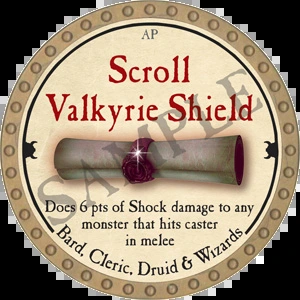 AP
Scroll
Valkyrie Shield
SAMPLE
Does 6 pts of Shock damage to any
monster that hits caster
in melee
Bard, Cleric, Druid & Wizards